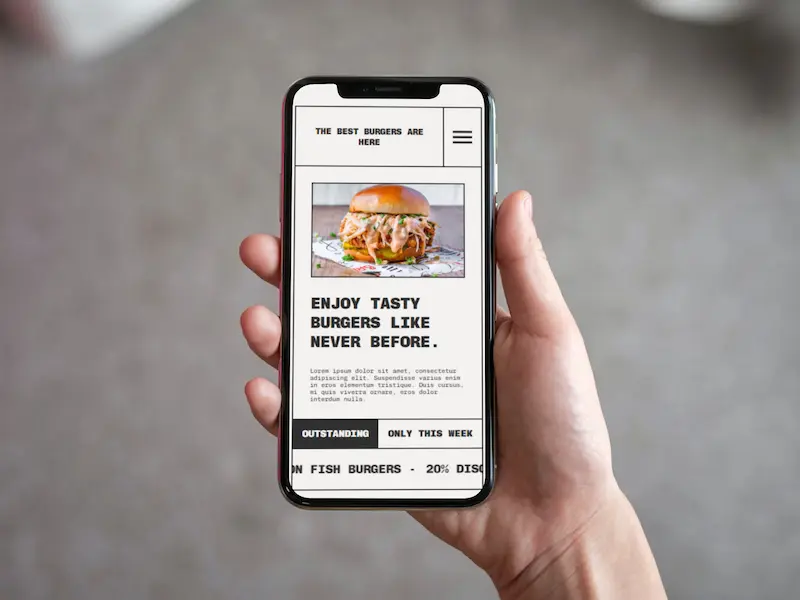 THE BEST BURGERS ARE
HERE
ENJOY TASTY
BURGERS LIKE
NEVER BEFORE.
Lorem ipsum dolor sit amet, consectetur
adipiscing elit. Suspendisse varius enim
in eros elementum tristique. Duis cursus,
mi quis viverra ornare, eros dolor
interdum nulla.
OUTSTANDING
ONLY THIS WEEK
ON FISH BURGERS - 20% DISC